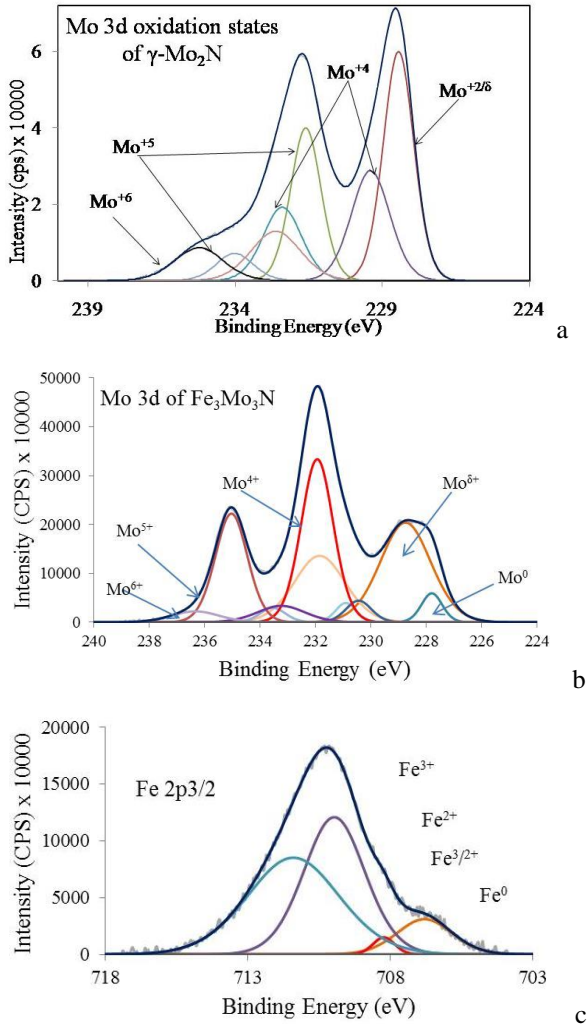 Mo 3d oxidation states
of γ-Mo2N
Intensity (cps) x 10000
6
4
2
0
Mo+4
Mo+2/δ
Mo+5
Mo+6
239
234
229
224
Binding Energy (eV)
a
Mo 3d of Fe3Mo3N
Intensity (CPS) x 10000
50000
40000
30000
20000
10000
0
Mo4+
Moδ+
Mo5+
Mo6+
Mo0
240
238
236
234
232
230
228
226
224
Binding Energy (eV)
b
Fe 2p3/2
Intensity (CPS) x 10000
20000
15000
10000
5000
0
Fe3+
Fe2+
Fe3/2+
Fe0
718
713
708
703
Binding Energy (eV)
c